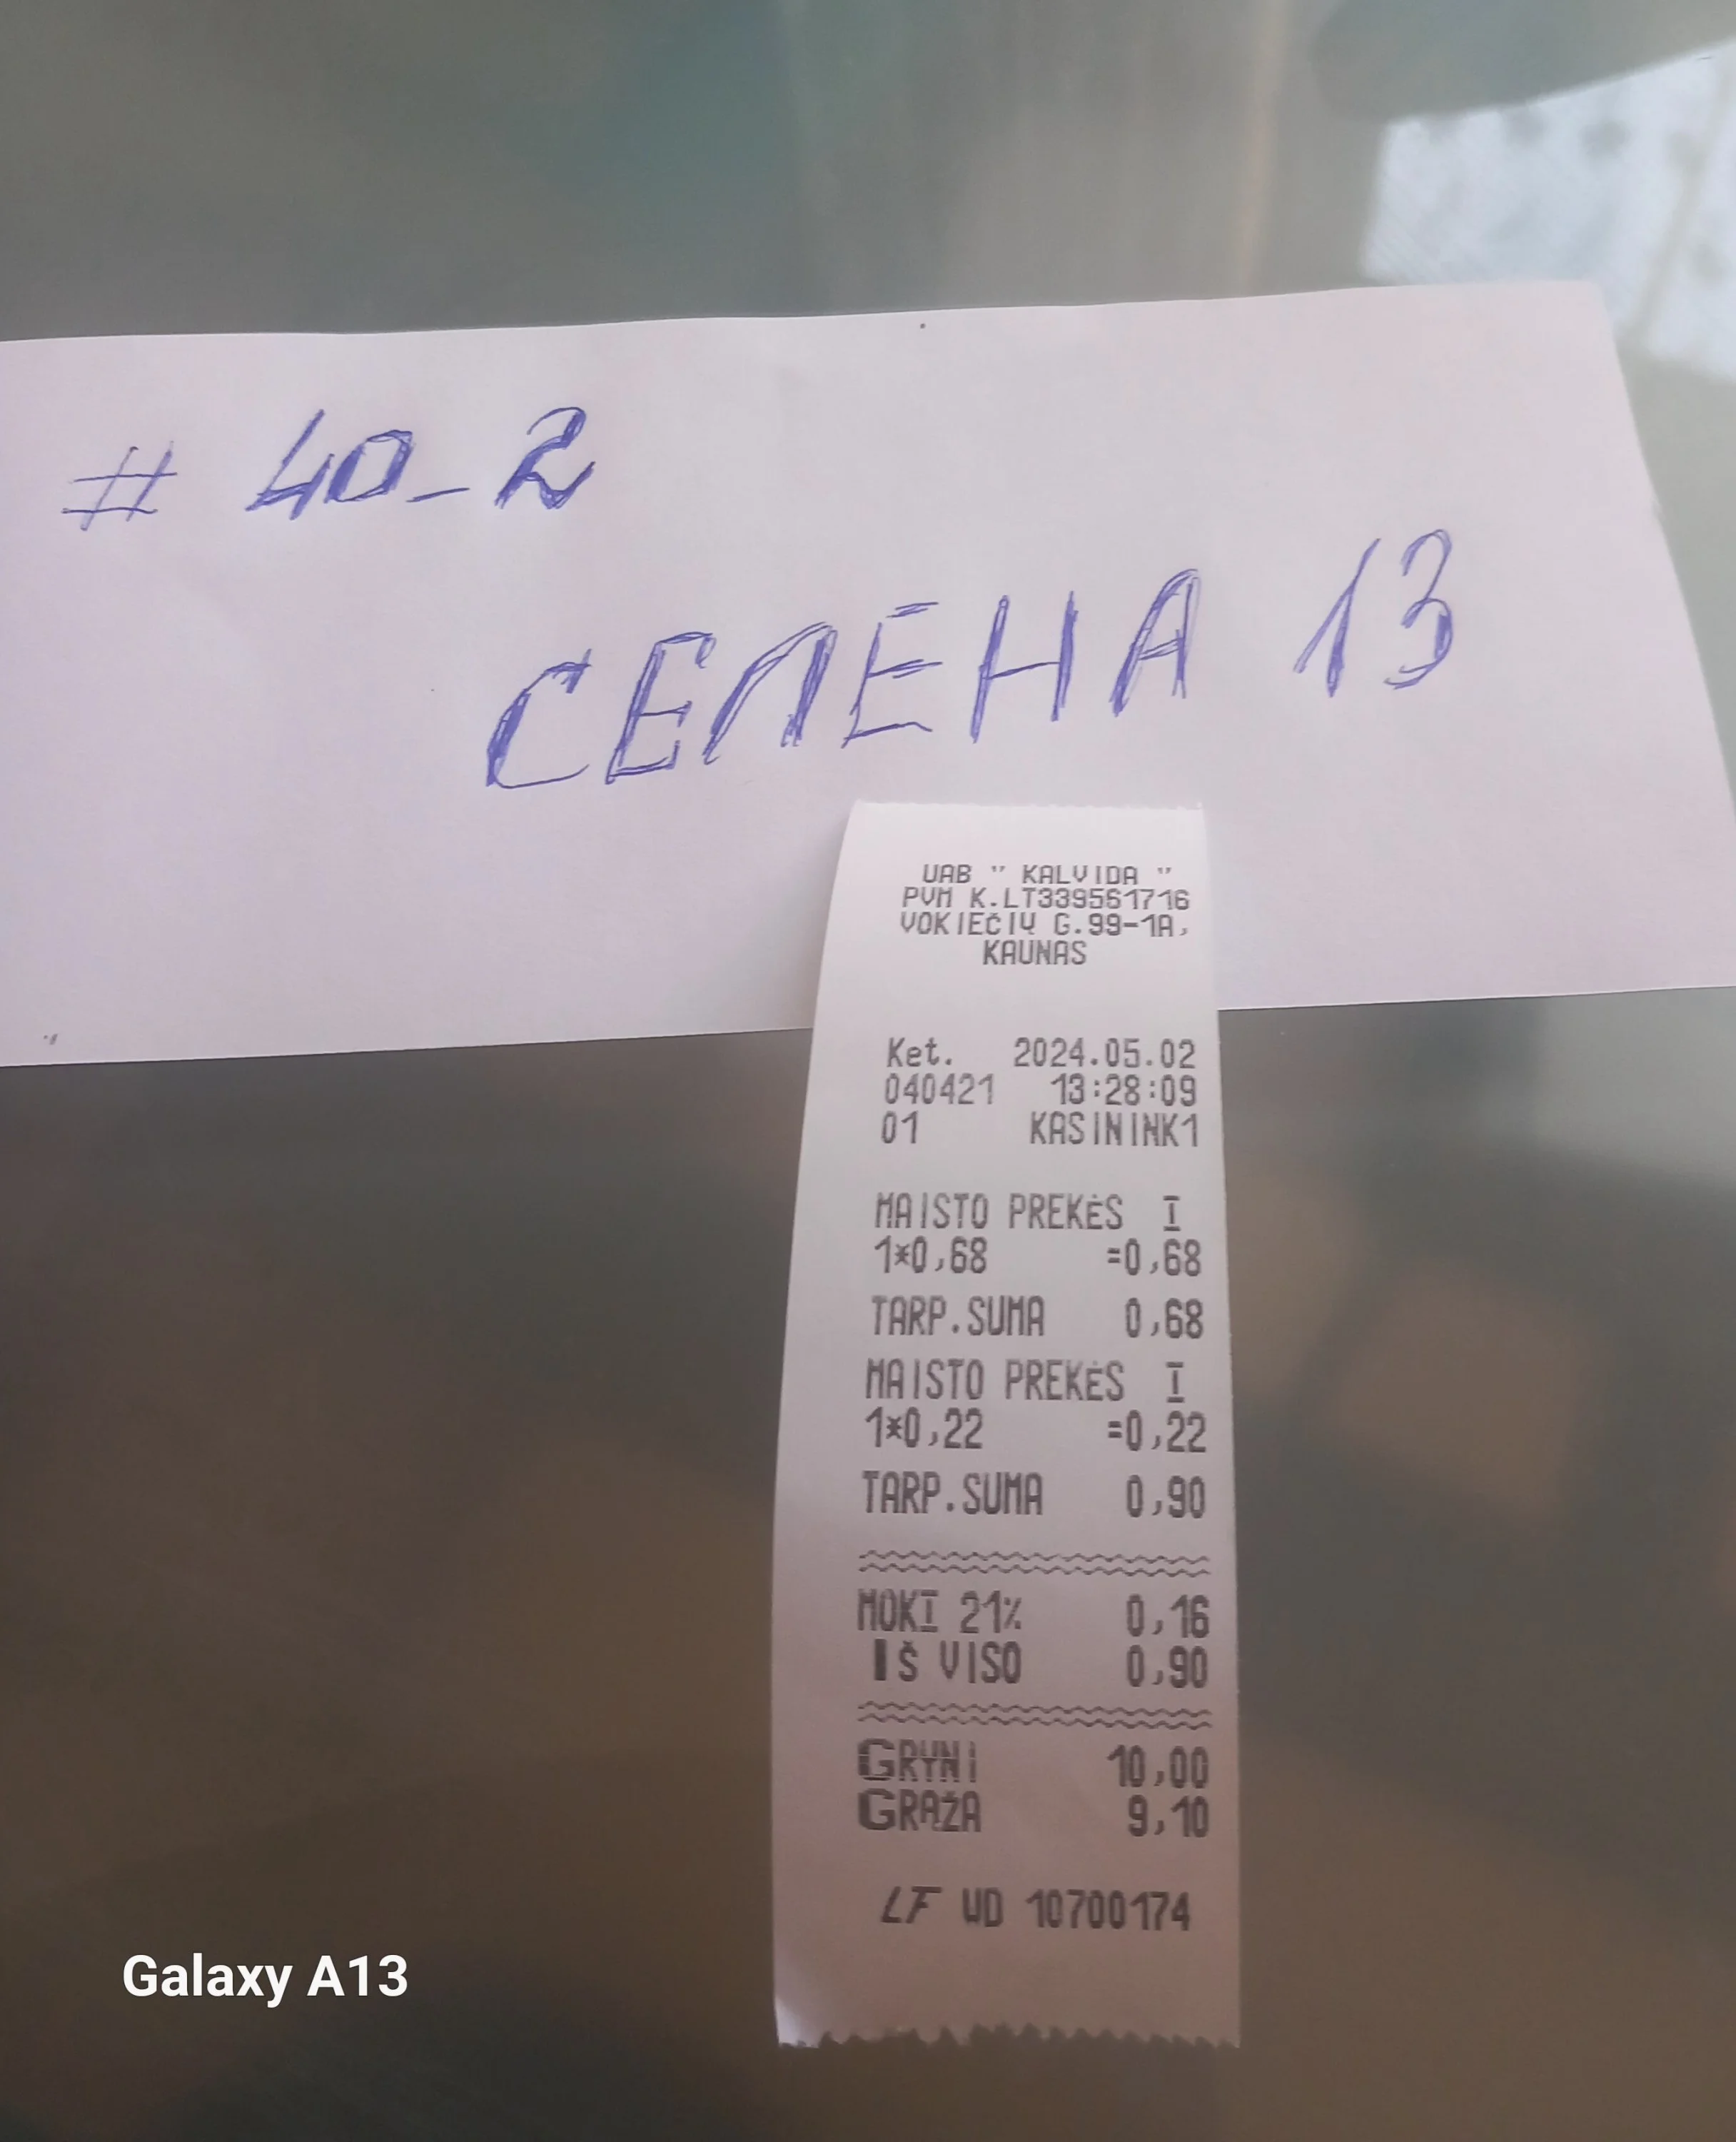 # 40_2
СЕЛЕНА 13
UAB " KALVIDA "
PVM K.LT339561716
VOKIEČIŲ G.99-1A,
KAUNAS
Ket. 2024.05.02
040421 13:28:09
01 KASININK1
MAISTO PREKĖS I
1*0,68 =0,68
TARP.SUMA 0,68
MAISTO PREKĖS I
1*0,22 =0,22
TARP.SUMA 0,90
MOKI 21% 0,16
IŠ VISO 0,90
GRYNI 10,00
GRĄŽA 9,10
LF WD 10700174
Galaxy A13